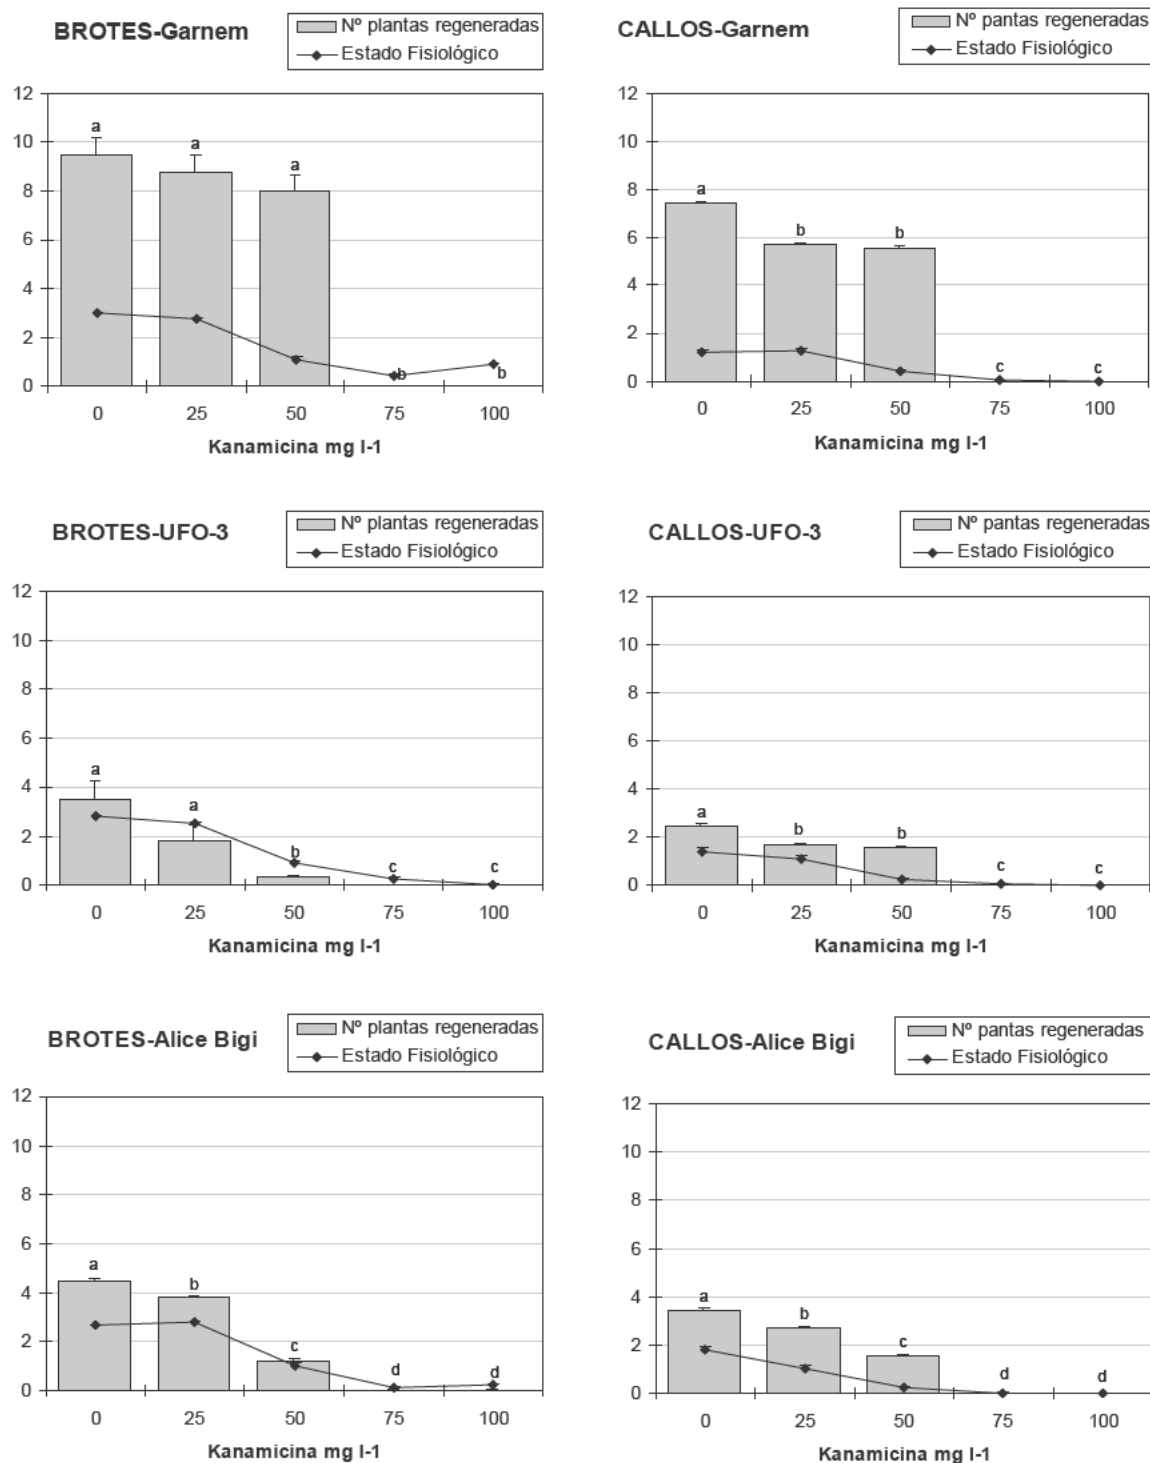 BROTES-Garnem
Nº plantas regeneradas
Estado Fisiológico
12
10
8
6
4
2
0
a
a
a
b
b
0 25 50 75 100
Kanamicina mg l-1
CALLOS-Garnem
Nº pantas regeneradas
Estado Fisiológico
12
10
8
6
4
2
0
a
b
b
c
c
0 25 50 75 100
Kanamicina mg l-1
BROTES-UFO-3
Nº plantas regeneradas
Estado Fisiológico
12
10
8
6
4
2
0
a
a
b
c
c
0 25 50 75 100
Kanamicina mg l-1
CALLOS-UFO-3
Nº pantas regeneradas
Estado Fisiológico
12
10
8
6
4
2
0
a
b
b
c
c
0 25 50 75 100
Kanamicina mg l-1
BROTES-Alice Bigi
Nº plantas regeneradas
Estado Fisiológico
12
10
8
6
4
2
0
a
b
c
d
d
0 25 50 75 100
Kanamicina mg l-1
CALLOS-Alice Bigi
Nº pantas regeneradas
Estado Fisiológico
12
10
8
6
4
2
0
a
b
c
d
d
0 25 50 75 100
Kanamicina mg l-1